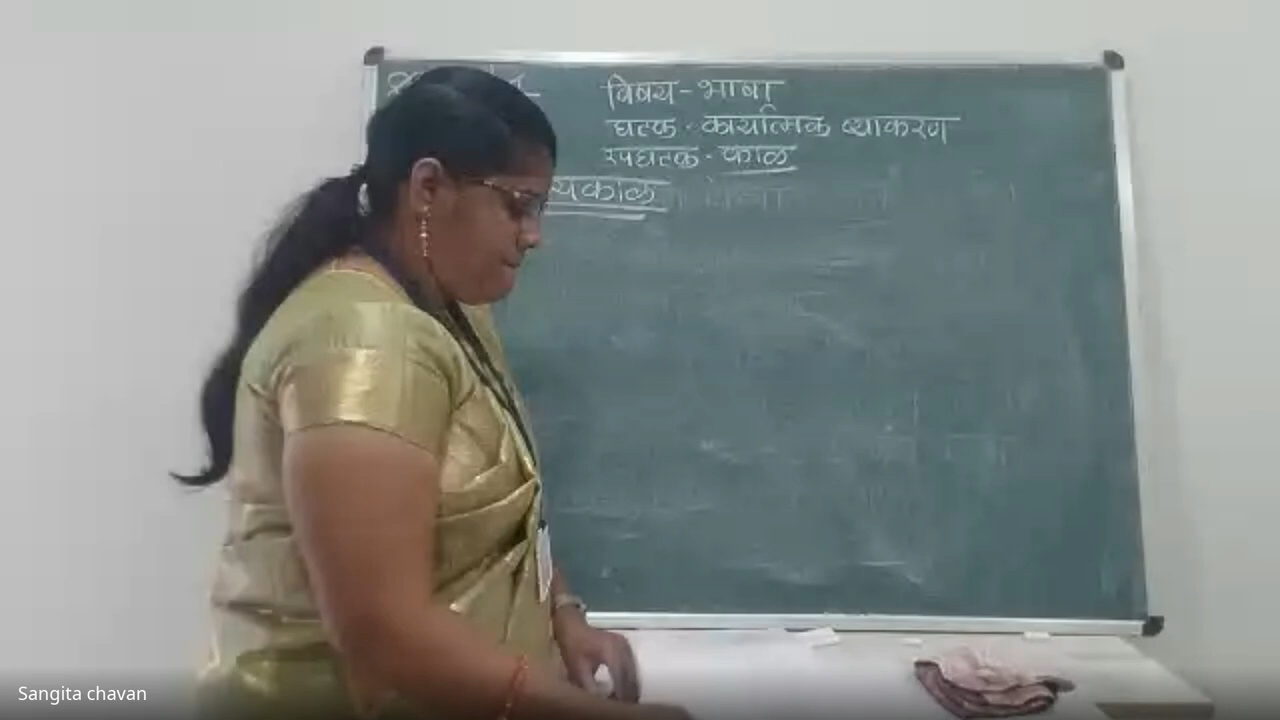 विषय - भाषा
घटक - कार्यात्मक व्याकरण
उपघटक - काळ
Sangita chavan